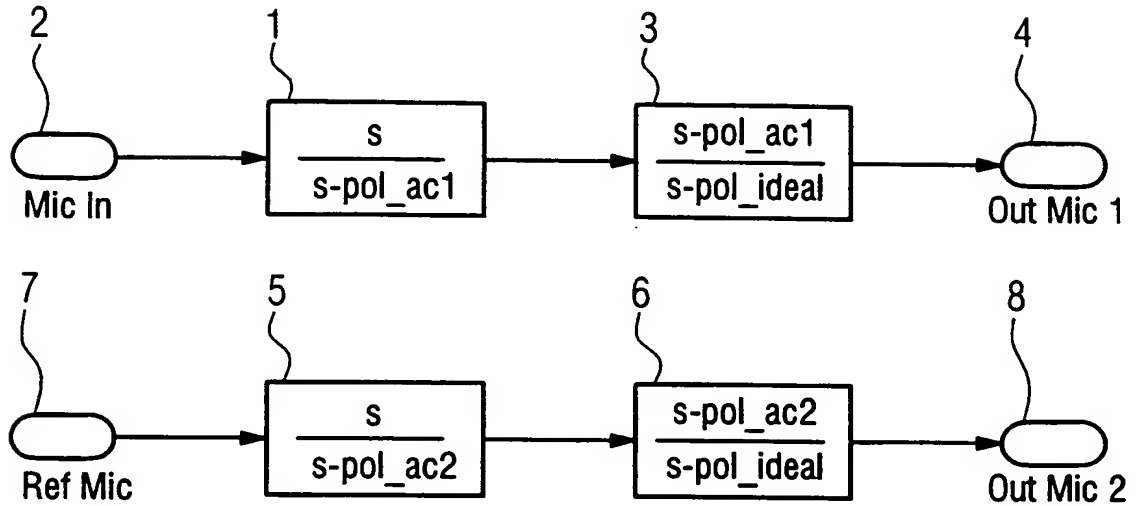 2
1
3
4
s
s-pol_ac1
s-pol_ac1
s-pol_ideal
Mic In
Out Mic 1
7
5
6
8
s
s-pol_ac2
s-pol_ac2
s-pol_ideal
Ref Mic
Out Mic 2